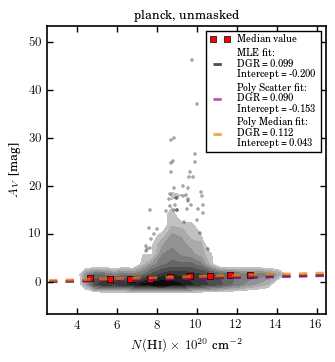 planck, unmasked
50
40
30
20
10
0
A_V [mag]
Median value
MLE fit:
DGR = 0.099
Intercept = -0.200
Poly Scatter fit:
DGR = 0.090
Intercept = -0.153
Poly Median fit:
DGR = 0.112
Intercept = 0.043
4 6 8 10 12 14 16
N(HI) × 10^20 cm^−2